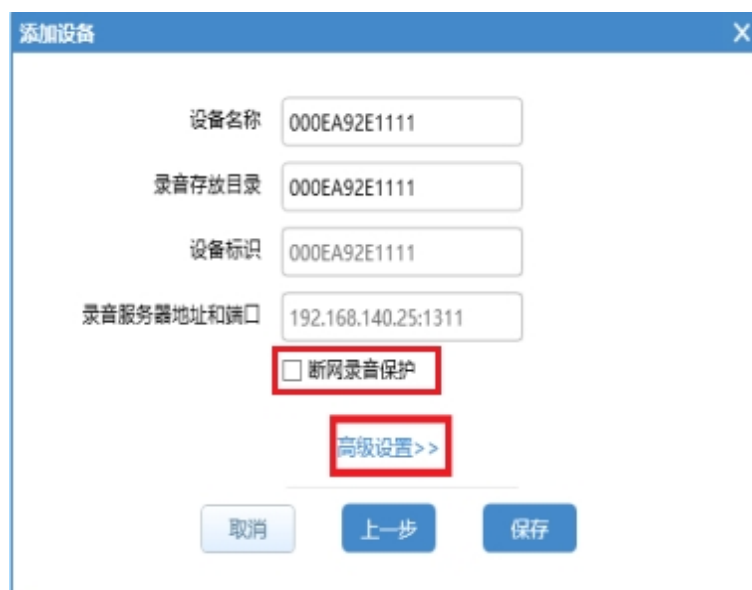 添加设备 X
设备名称 000EA92E1111
录音存放目录 000EA92E1111
设备标识 000EA92E1111
录音服务器地址和端口 192.168.140.25:1311
断网录音保护
高级设置>>
取消 上一步 保存